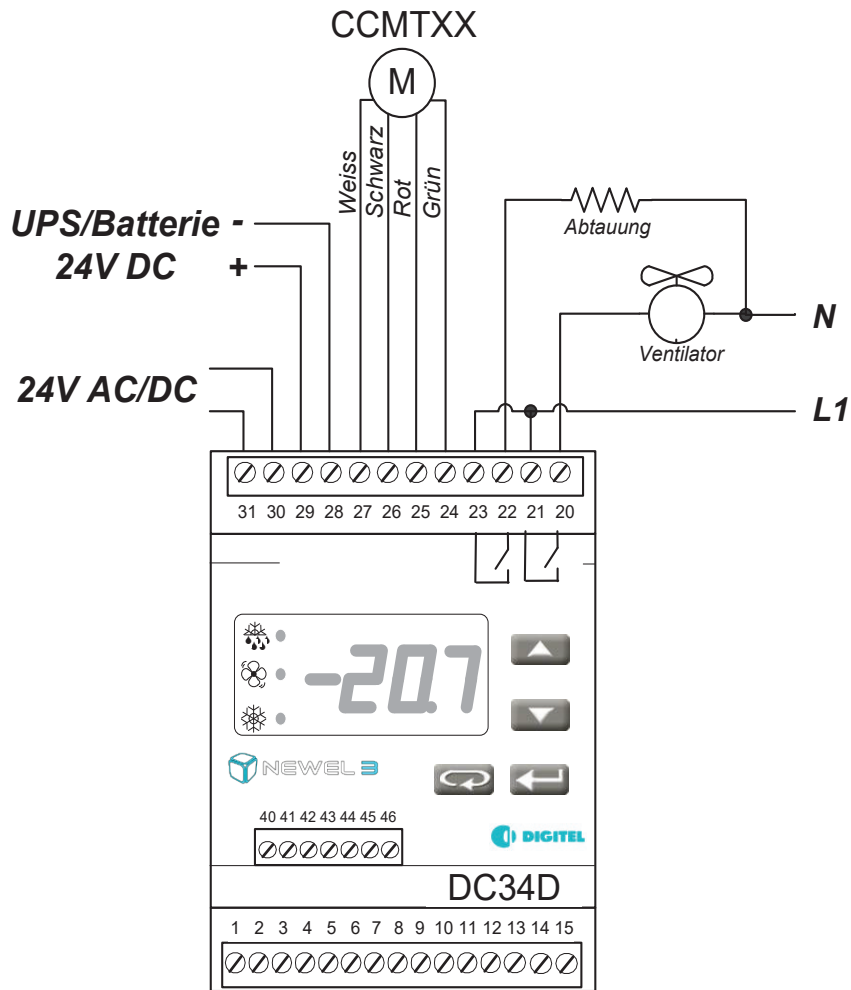 CCMTXX
M
Weiss
Schwarz
Rot
Grün
UPS/Batterie -
24V DC +
24V AC/DC
Abtauung
Ventilator
N
L1
31 30 29 28 27 26 25 24 23 22 21 20
-20.7
NEWEL 3
40 41 42 43 44 45 46
DIGITEL
DC34D
1 2 3 4 5 6 7 8 9 10 11 12 13 14 15